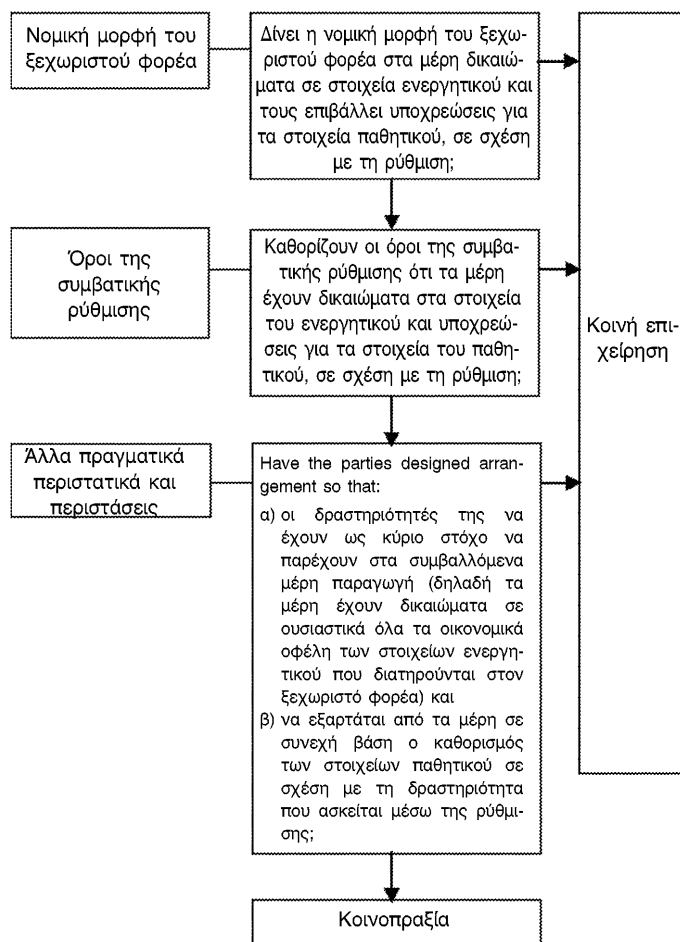 Νομική μορφή του
ξεχωριστού φορέα
Δίνει η νομική μορφή του ξεχω-
ριστού φορέα στα μέρη δικαιώ-
ματα σε στοιχεία ενεργητικού και
τους επιβάλλει υποχρεώσεις για
τα στοιχεία παθητικού, σε σχέση
με τη ρύθμιση;
Όροι της
συμβατικής
ρύθμισης
Καθορίζουν οι όροι της συμβα-
τικής ρύθμισης ότι τα μέρη
έχουν δικαιώματα στα στοιχεία
του ενεργητικού και υποχρεώ-
σεις για τα στοιχεία του παθη-
τικού, σε σχέση με τη ρύθμιση;
Κοινή επι-
χείρηση
Άλλα πραγματικά
περιστατικά και
περιστάσεις
Have the parties designed arran-
gement so that:
α) οι δραστηριότητές της να
έχουν ως κύριο στόχο να
παρέχουν στα συμβαλλόμενα
μέρη παραγωγή (δηλαδή τα
μέρη έχουν δικαιώματα σε
ουσιαστικά όλα τα οικονομικά
οφέλη των στοιχείων ενεργη-
τικού που διατηρούνται στον
ξεχωριστό φορέα) και
β) να εξαρτάται από τα μέρη σε
συνεχή βάση ο καθορισμός
των στοιχείων παθητικού σε
σχέση με τη δραστηριότητα
που ασκείται μέσω της ρύθμι-
σης;
Κοινοπραξία